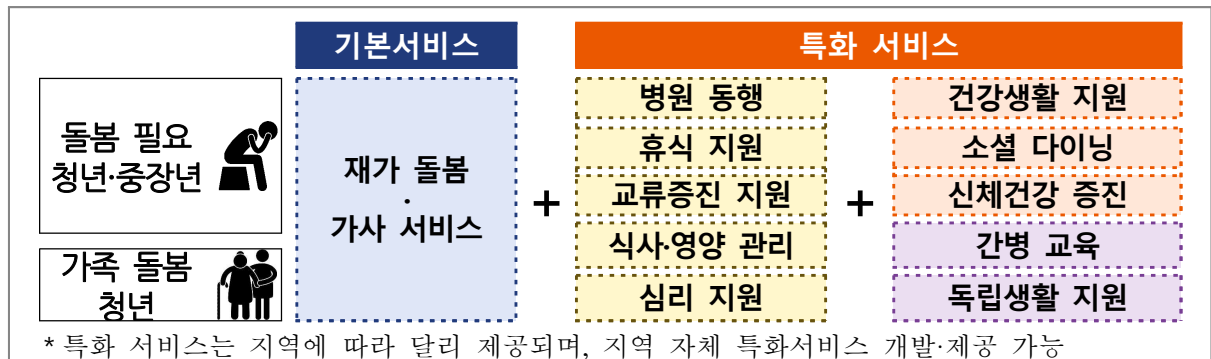 기본서비스
특화 서비스
돌봄 필요
청년·중장년
가족 돌봄
청년
재가 돌봄
·
가사 서비스
+
병원 동행
휴식 지원
교류증진 지원
식사·영양 관리
심리 지원
+
건강생활 지원
소셜 다이닝
신체건강 증진
간병 교육
독립생활 지원
* 특화 서비스는 지역에 따라 달리 제공되며, 지역 자체 특화서비스 개발·제공 가능